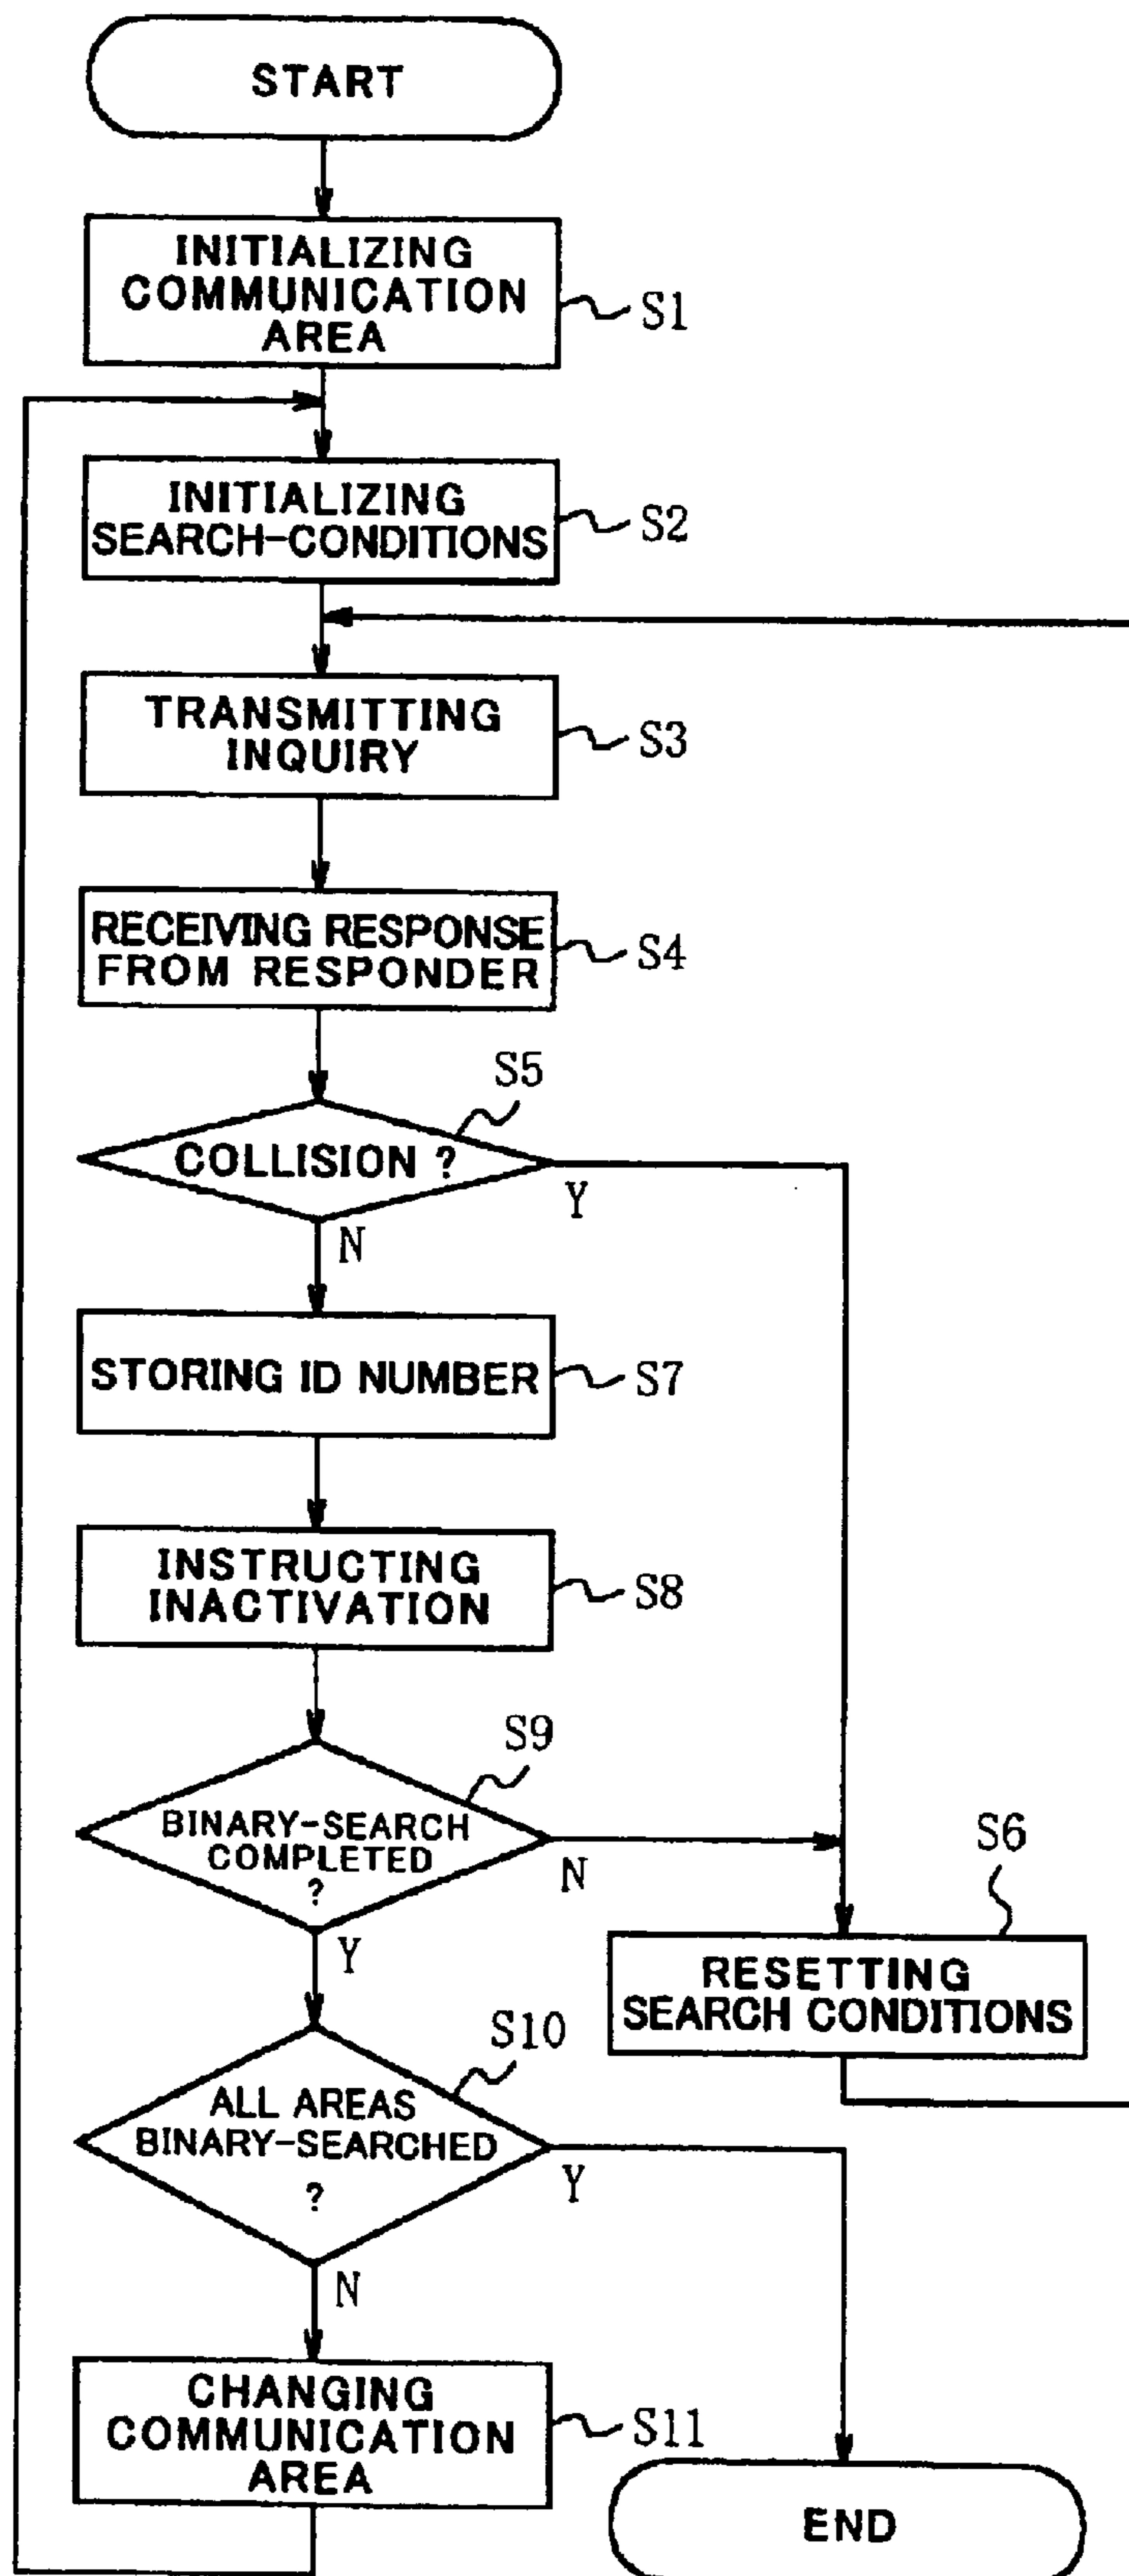 START
INITIALIZING
COMMUNICATION
AREA
S1
INITIALIZING
SEARCH-CONDITIONS
S2
TRANSMITTING
INQUIRY
S3
RECEIVING RESPONSE
FROM RESPONDER
S4
S5
COLLISION ?
Y
N
STORING ID NUMBER
S7
INSTRUCTING
INACTIVATION
S8
S9
BINARY-SEARCH
COMPLETED
?
N
Y
S6
RESETTING
SEARCH CONDITIONS
S10
ALL AREAS
BINARY-SEARCHED
?
Y
N
CHANGING
COMMUNICATION
AREA
S11
END